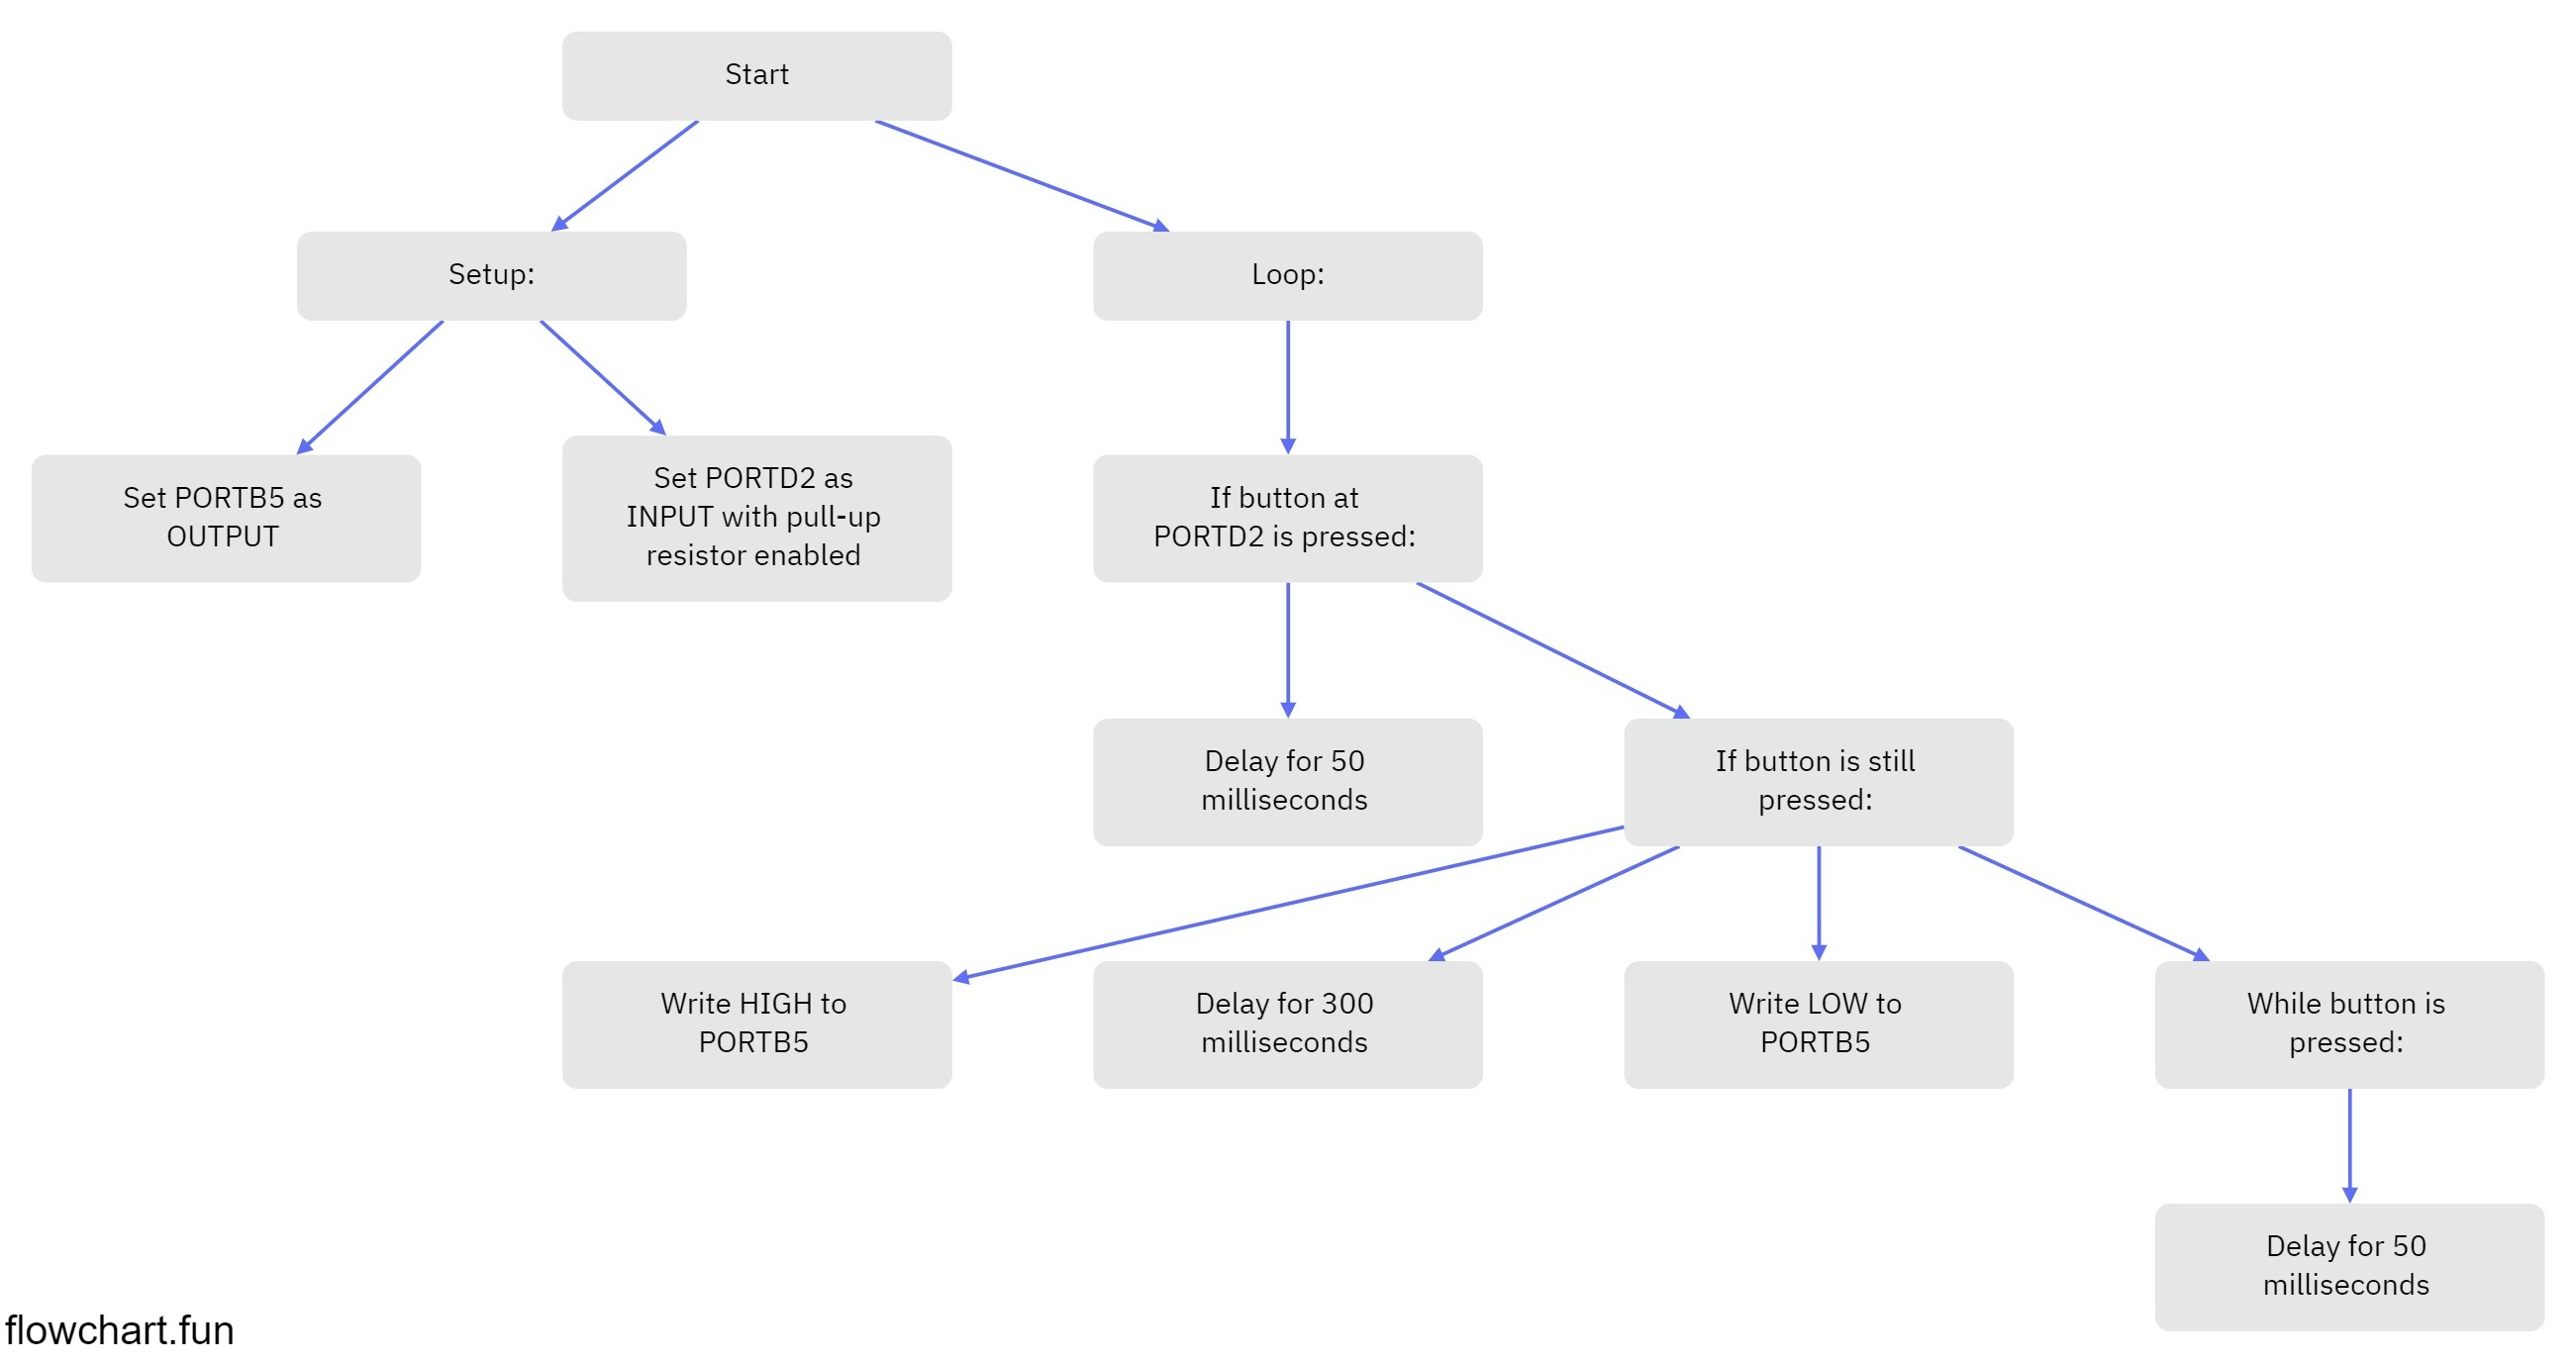 Start
Setup:
Loop:
Set PORTB5 as
OUTPUT
Set PORTD2 as
INPUT with pull-up
resistor enabled
If button at
PORTD2 is pressed:
Delay for 50
milliseconds
If button is still
pressed:
Write HIGH to
PORTB5
Delay for 300
milliseconds
Write LOW to
PORTB5
While button is
pressed:
Delay for 50
milliseconds
flowchart.fun